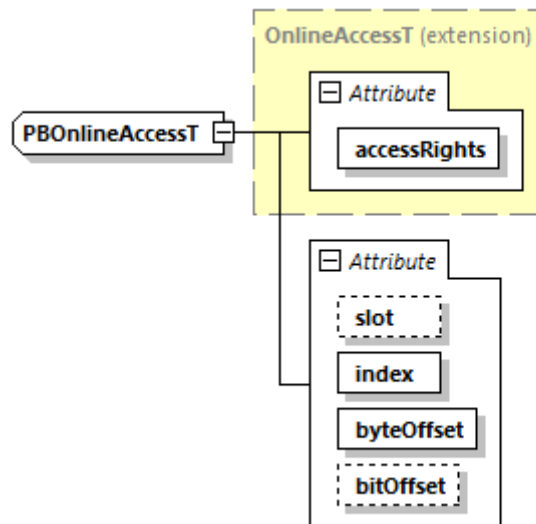 OnlineAccessT (extension)
Attribute
PBOnlineAccessT
accessRights
Attribute
slot
index
byteOffset
bitOffset